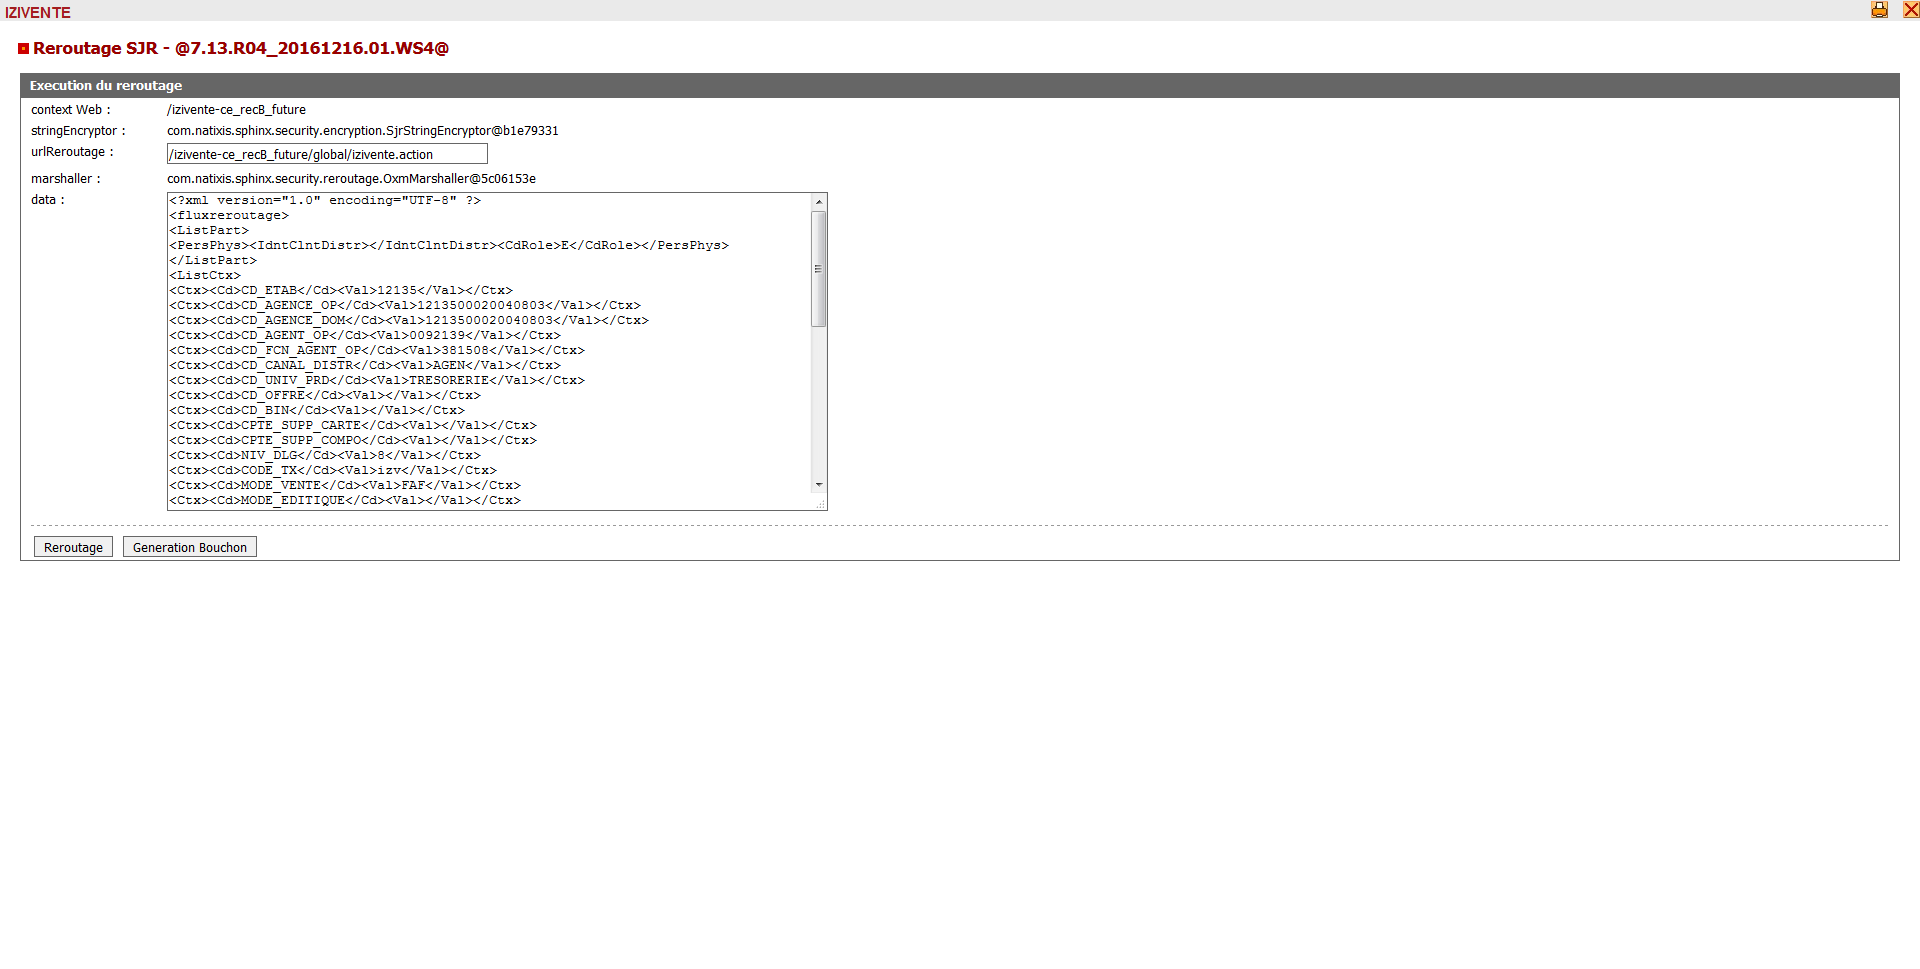 IZIVENTE
Reroutage SJR - @7.13.R04_20161216.01.WS4@
Execution du reroutage
context Web : /izivente-ce_recB_future
stringEncryptor : com.natixis.sphinx.security.encryption.SjrStringEncryptor@b1e79331
urlReroutage : /izivente-ce_recB_future/global/izivente.action
marshaller : com.natixis.sphinx.security.reroutage.OxmMarshaller@5c06153e
data : <?xml version="1.0" encoding="UTF-8" ?>
<fluxreroutage>
<ListPart>
<PersPhys><IdntClntDistr></IdntClntDistr><CdRole>E</CdRole></PersPhys>
</ListPart>
<ListCtx>
<Ctx><Cd>CD_ETAB</Cd><Val>12135</Val></Ctx>
<Ctx><Cd>CD_AGENCE_OP</Cd><Val>1213500020040803</Val></Ctx>
<Ctx><Cd>CD_AGENCE_DOM</Cd><Val>1213500020040803</Val></Ctx>
<Ctx><Cd>CD_AGENT_OP</Cd><Val>0092139</Val></Ctx>
<Ctx><Cd>CD_FCN_AGENT_OP</Cd><Val>381508</Val></Ctx>
<Ctx><Cd>CD_CANAL_DISTR</Cd><Val>AGEN</Val></Ctx>
<Ctx><Cd>CD_UNIV_PRD</Cd><Val>TRESORERIE</Val></Ctx>
<Ctx><Cd>CD_OFFRE</Cd><Val></Val></Ctx>
<Ctx><Cd>CD_BIN</Cd><Val></Val></Ctx>
<Ctx><Cd>CPTE_SUPP_CARTE</Cd><Val></Val></Ctx>
<Ctx><Cd>CPTE_SUPP_COMPO</Cd><Val></Val></Ctx>
<Ctx><Cd>NIV_DLG</Cd><Val>8</Val></Ctx>
<Ctx><Cd>CODE_TX</Cd><Val>izv</Val></Ctx>
<Ctx><Cd>MODE_VENTE</Cd><Val>FAF</Val></Ctx>
<Ctx><Cd>MODE_EDITIQUE</Cd><Val></Val></Ctx>
Reroutage Generation Bouchon